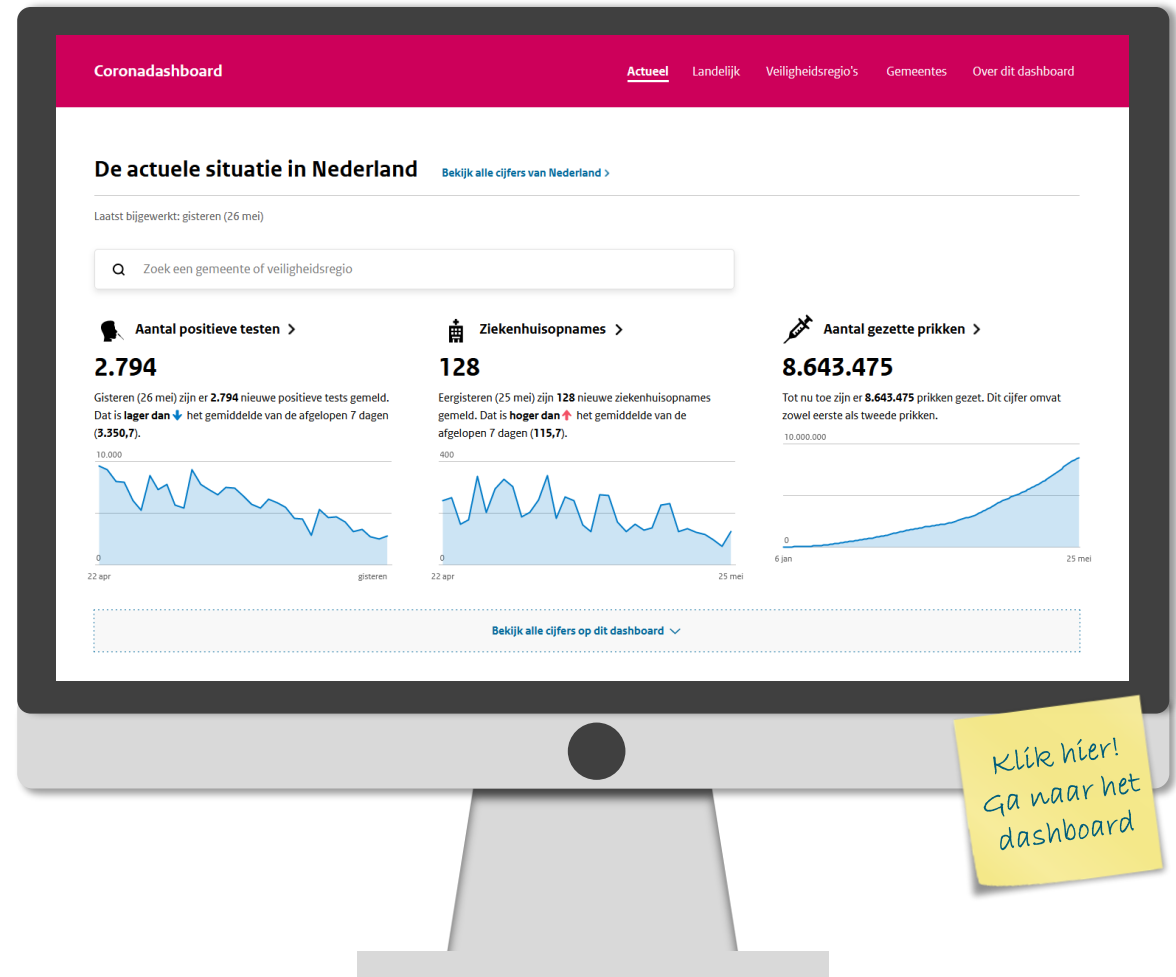 Coronadashboard
Actueel Landelijk Veiligheidsregio's Gemeentes Over dit dashboard
De actuele situatie in Nederland Bekijk alle cijfers van Nederland >
Laatst bijgewerkt: gisteren (26 mei)
Zoek een gemeente of veiligheidsregio
Aantal positieve testen >
2.794
Gisteren (26 mei) zijn er 2.794 nieuwe positieve tests gemeld.
Dat is lager dan ↓ het gemiddelde van de afgelopen 7 dagen
(3.350,7).
10.000
0
22 apr gisteren
Ziekenhuisopnames >
128
Eergisteren (25 mei) zijn 128 nieuwe ziekenhuisopnames
gemeld. Dat is hoger dan ↑ het gemiddelde van de
afgelopen 7 dagen (115,7).
400
0
22 apr 25 mei
Aantal gezette prikken >
8.643.475
Tot nu toe zijn er 8.643.475 prikken gezet. Dit cijfer omvat
zowel eerste als tweede prikken.
10.000.000
0
6 jan 25 mei
Bekijk alle cijfers op dit dashboard
Klik hier!
Ga naar het
dashboard